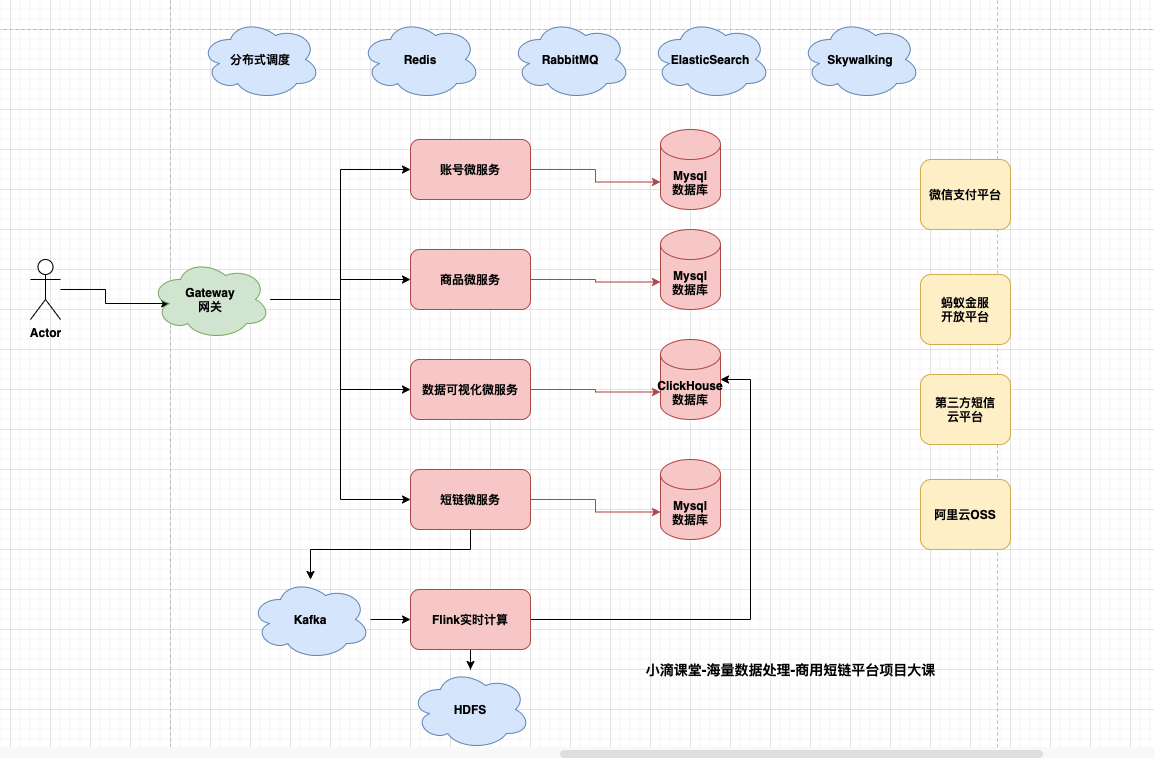 分布式调度
Redis
RabbitMQ
ElasticSearch
Skywalking
账号微服务
Mysql
数据库
微信支付平台
Actor
Gateway
网关
商品微服务
Mysql
数据库
蚂蚁金服
开放平台
数据可视化微服务
ClickHouse
数据库
第三方短信
云平台
短链微服务
Mysql
数据库
阿里云OSS
Kafka
Flink实时计算
小滴课堂-海量数据处理-商用短链平台项目大课
HDFS